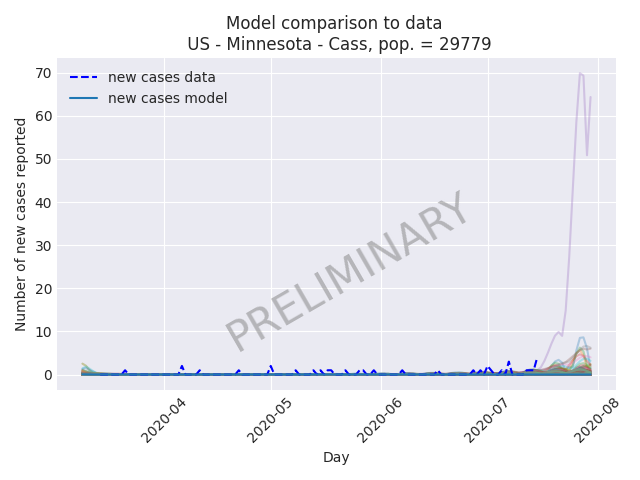 Model comparison to data
US - Minnesota - Cass, pop. = 29779
new cases data
new cases model
Number of new cases reported
70
60
50
40
30
20
10
0
PRELIMINARY
2020-04
2020-05
2020-06
2020-07
2020-08
Day